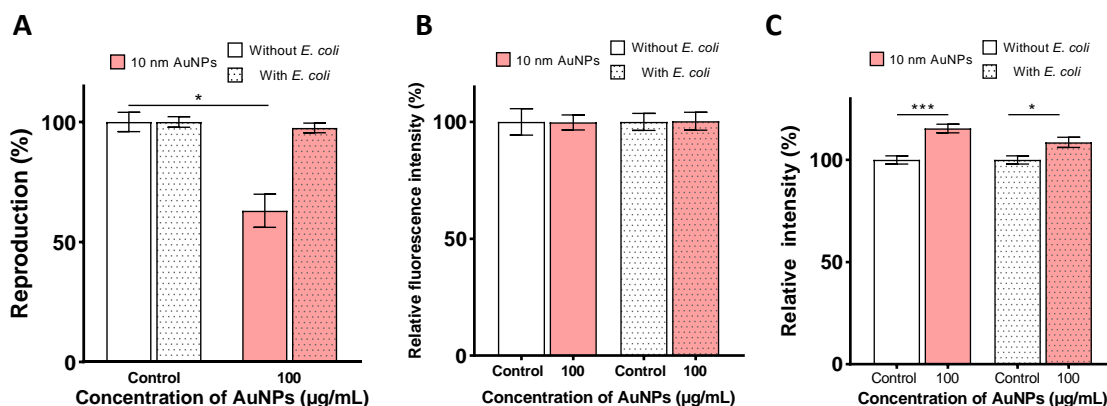 A
10 nm AuNPs
Without E. coli
With E. coli
*
Reproduction (%)
100
50
0
Control
100
Concentration of AuNPs (µg/mL)
B
10 nm AuNPs
Without E. coli
With E. coli
Relative fluorescence intensity (%)
100
50
0
Control
100
Control
100
Concentration of AuNPs (µg/mL)
C
10 nm AuNPs
Without E. coli
With E. coli
***
*
Relative intensity (%)
100
50
0
Control
100
Control
100
Concentration of AuNPs (µg/mL)